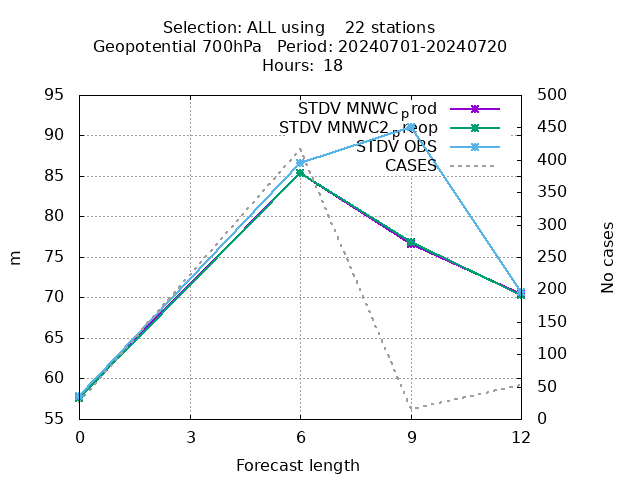 Selection: ALL using    22 stations
Geopotential 700hPa   Period: 20240701-20240720
Hours: 18
STDV MNWC_prod
STDV MNWC2_preop
STDV OBS
CASES
95
90
85
80
75
70
65
60
55
500
450
400
350
300
250
200
150
100
50
0
m
No cases
0
3
6
9
12
Forecast length